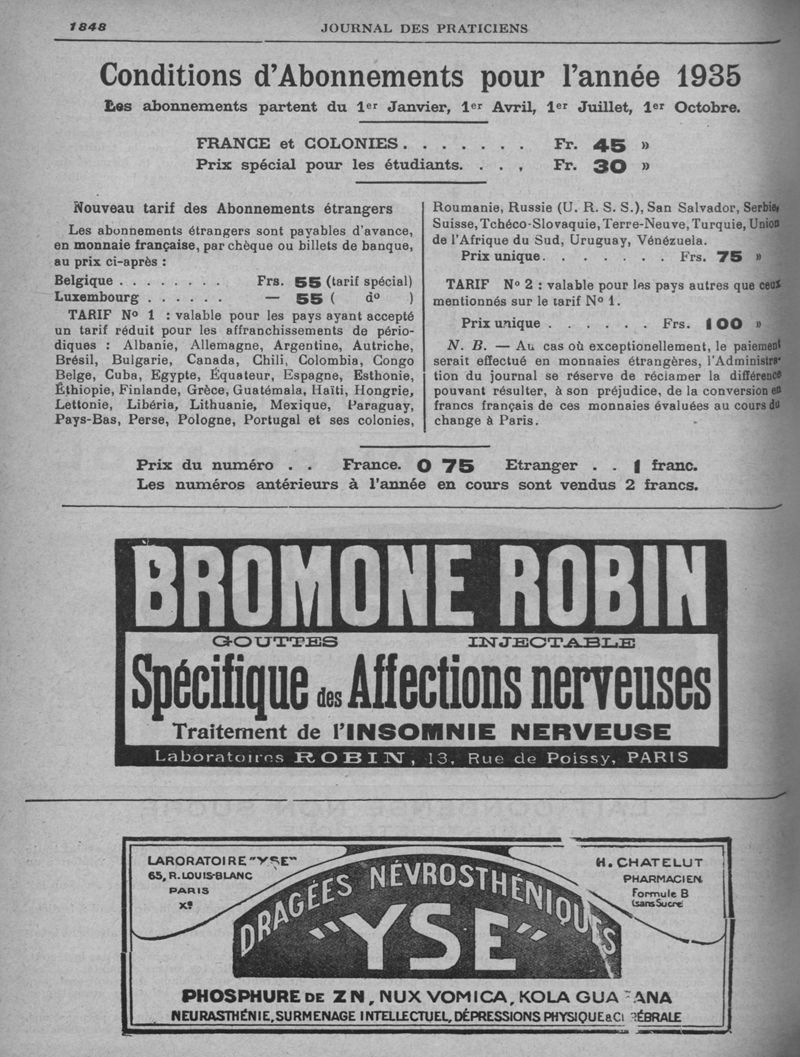 1848
JOURNAL DES PRATICIENS
Conditions d'Abonnements pour l'année 1935
Les abonnements partent du 1er Janvier, 1er Avril, 1er Juillet, 1er Octobre.
FRANCE et COLONIES . . . . . . . Fr. 45 »
Prix spécial pour les étudiants. . . . Fr. 30 »
Nouveau tarif des Abonnements étrangers
Les abonnements étrangers sont payables d'avance,
en monnaie française, par chèque ou billets de banque,
au prix ci-après :
Belgique . . . . . . . . Frs. 55 (tarif spécial)
Luxembourg . . . . . . — 55 ( do )
TARIF No 1 : valable pour les pays ayant accepté
un tarif réduit pour les affranchissements de pério-
diques : Albanie, Allemagne, Argentine, Autriche,
Brésil, Bulgarie, Canada, Chili, Colombia, Congo
Belge, Cuba, Egypte, Équateur, Espagne, Esthonie,
Éthiopie, Finlande, Grèce, Guatémala, Haïti, Hongrie,
Lettonie, Libéria, Lithuanie, Mexique, Paraguay,
Pays-Bas, Perse, Pologne, Portugal et ses colonies,
Roumanie, Russie (U. R. S. S.), San Salvador, Serbie,
Suisse, Tchéco-Slovaquie, Terre-Neuve, Turquie, Union
de l'Afrique du Sud, Uruguay, Vénézuela.
Prix unique. . . . . . . Frs. 75 »
TARIF No 2 : valable pour les pays autres que ceux
mentionnés sur le tarif No 1.
Prix unique . . . . . . Frs. 100 »
N. B. — Au cas où exceptionellement, le paiement
serait effectué en monnaies étrangères, l'Administra-
tion du journal se réserve de réclamer la différence
pouvant résulter, à son préjudice, de la conversion en
francs français de ces monnaies évaluées au cours du
change à Paris.
Prix du numéro . . France. 0 75 Etranger . . 1 franc.
Les numéros antérieurs à l'année en cours sont vendus 2 francs.
BROMONE ROBIN
GOUTTES INJECTABLE
Spécifique des Affections nerveuses
Traitement de l'INSOMNIE NERVEUSE
Laboratoires ROBIN, 13, Rue de Poissy, PARIS
LARORATOIRE "YSE"
65, R. LOUIS-BLANC
PARIS
Xe
H. CHATELUT
PHARMACIEN
Formule B
(sans Sucre)
DRAGÉES NÉVROSTHÉNIQUES
"YSE"
PHOSPHURE DE ZN, NUX VOMICA, KOLA GUA ANA
NEURASTHÉNIE, SURMENAGE INTELLECTUEL, DÉPRESSIONS PHYSIQUE & CÉRÉBRALE